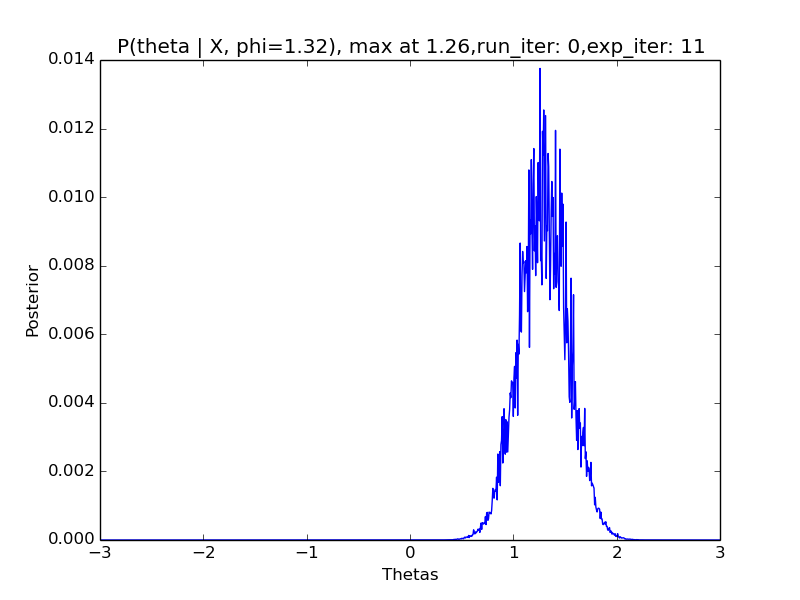 P(theta | X, phi=1.32), max at 1.26,run_iter: 0,exp_iter: 11
0.014
0.012
0.010
0.008
0.006
0.004
0.002
0.000
Posterior
−3 −2 −1 0 1 2 3
Thetas